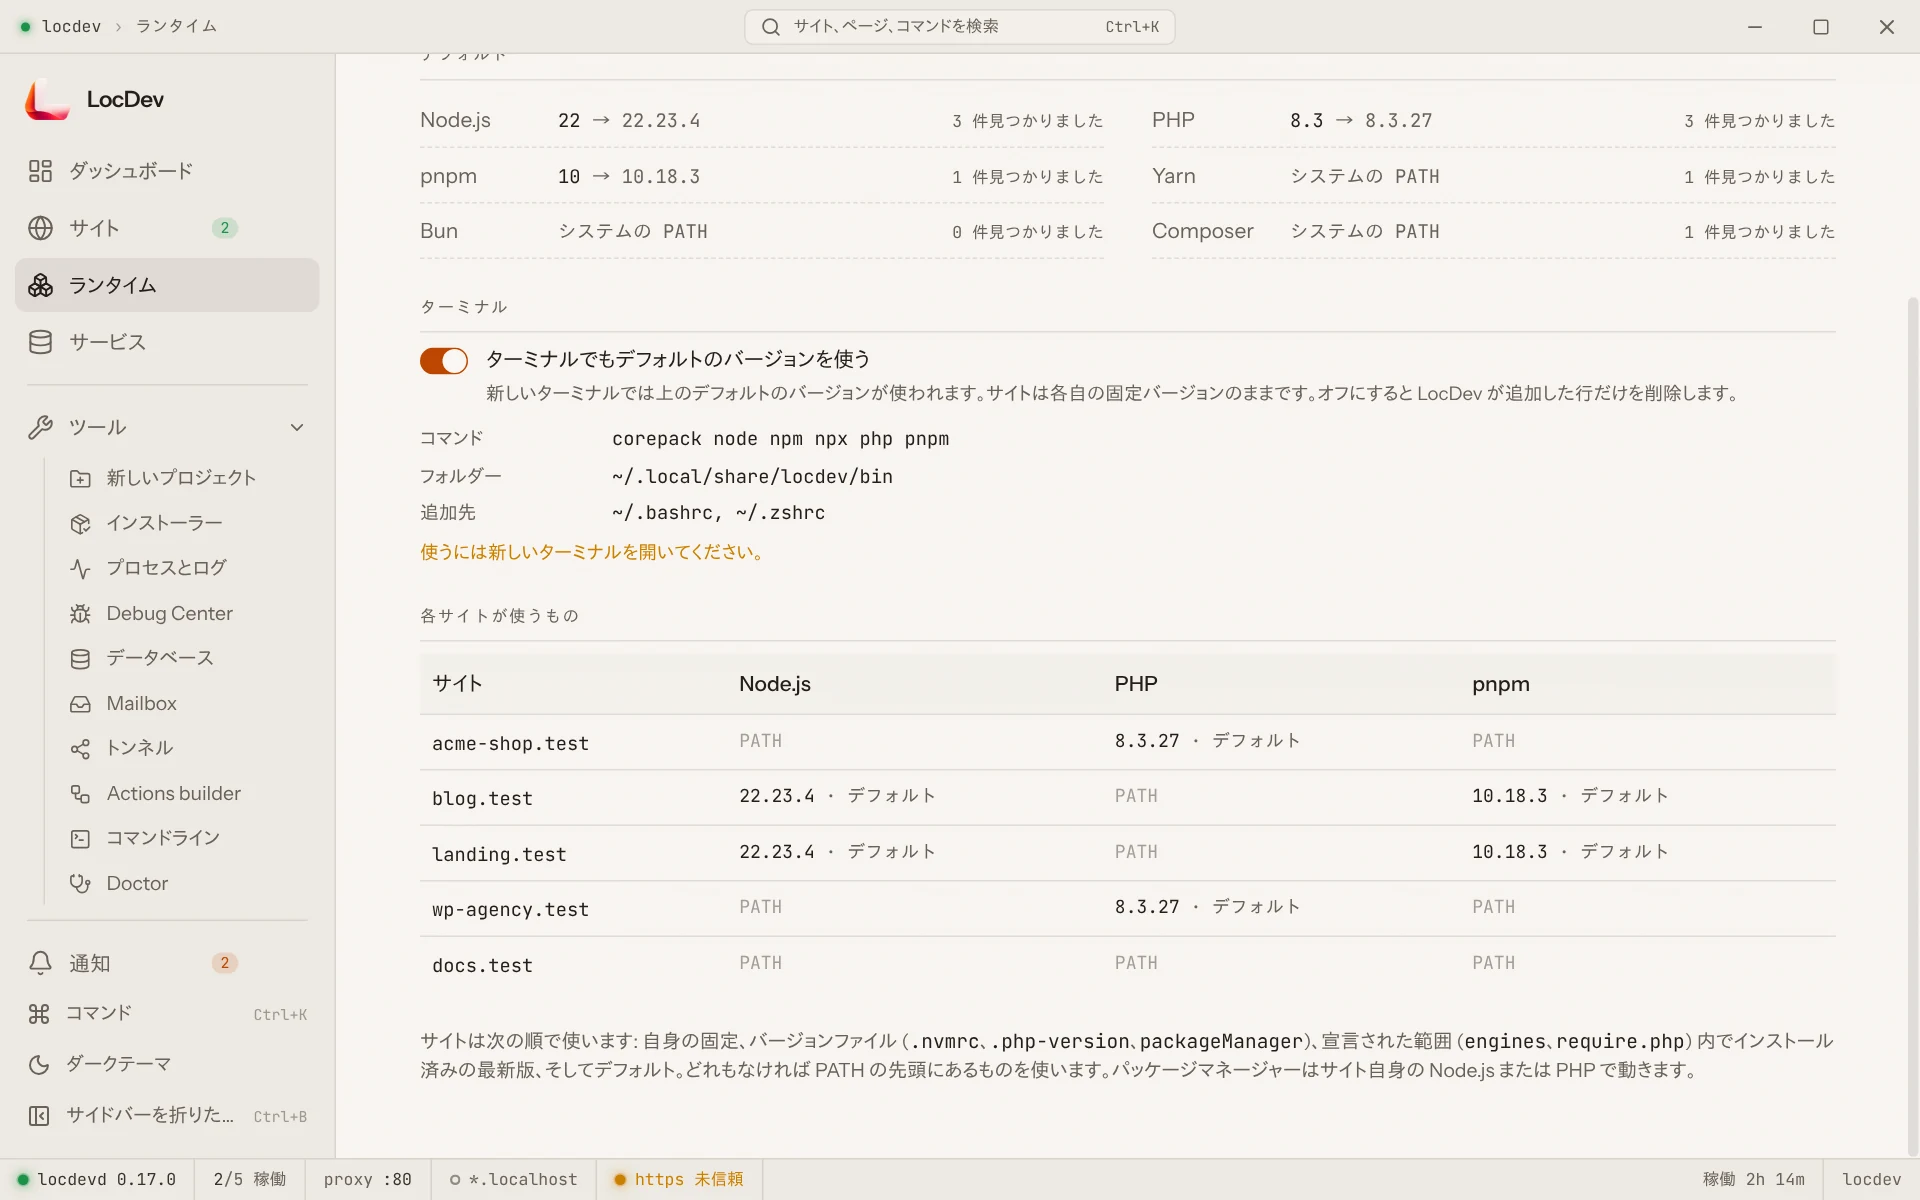 locdev › ランタイム
サイト、ページ、コマンドを検索 Ctrl+K
LocDev
ダッシュボード
サイト 2
ランタイム
サービス
ツール
新しいプロジェクト
インストーラー
プロセスとログ
Debug Center
データベース
Mailbox
トンネル
Actions builder
コマンドライン
Doctor
通知 2
コマンド Ctrl+K
ダークテーマ
サイドバーを折りた… Ctrl+B
デフォルト
Node.js 22 → 22.23.4 3 件見つかりました
PHP 8.3 → 8.3.27 3 件見つかりました
pnpm 10 → 10.18.3 1 件見つかりました
Yarn システムの PATH 1 件見つかりました
Bun システムの PATH 0 件見つかりました
Composer システムの PATH 1 件見つかりました
ターミナル
ターミナルでもデフォルトのバージョンを使う
新しいターミナルでは上のデフォルトのバージョンが使われます。サイトは各自の固定バージョンのままです。オフにすると LocDev が追加した行だけを削除します。
コマンド corepack node npm npx php pnpm
フォルダー ~/.local/share/locdev/bin
追加先 ~/.bashrc, ~/.zshrc
使うには新しいターミナルを開いてください。
各サイトが使うもの
サイト Node.js PHP pnpm
acme-shop.test PATH 8.3.27 · デフォルト PATH
blog.test 22.23.4 · デフォルト PATH 10.18.3 · デフォルト
landing.test 22.23.4 · デフォルト PATH 10.18.3 · デフォルト
wp-agency.test PATH 8.3.27 · デフォルト PATH
docs.test PATH PATH PATH
サイトは次の順で使います: 自身の固定、バージョンファイル (.nvmrc、.php-version、packageManager)、宣言された範囲 (engines、require.php) 内でインストール
済みの最新版、そしてデフォルト。どれもなければ PATH の先頭にあるものを使います。パッケージマネージャーはサイト自身の Node.js または PHP で動きます。
locdevd 0.17.0 2/5 稼働 proxy :80 *.localhost https 未信頼 稼働 2h 14m locdev